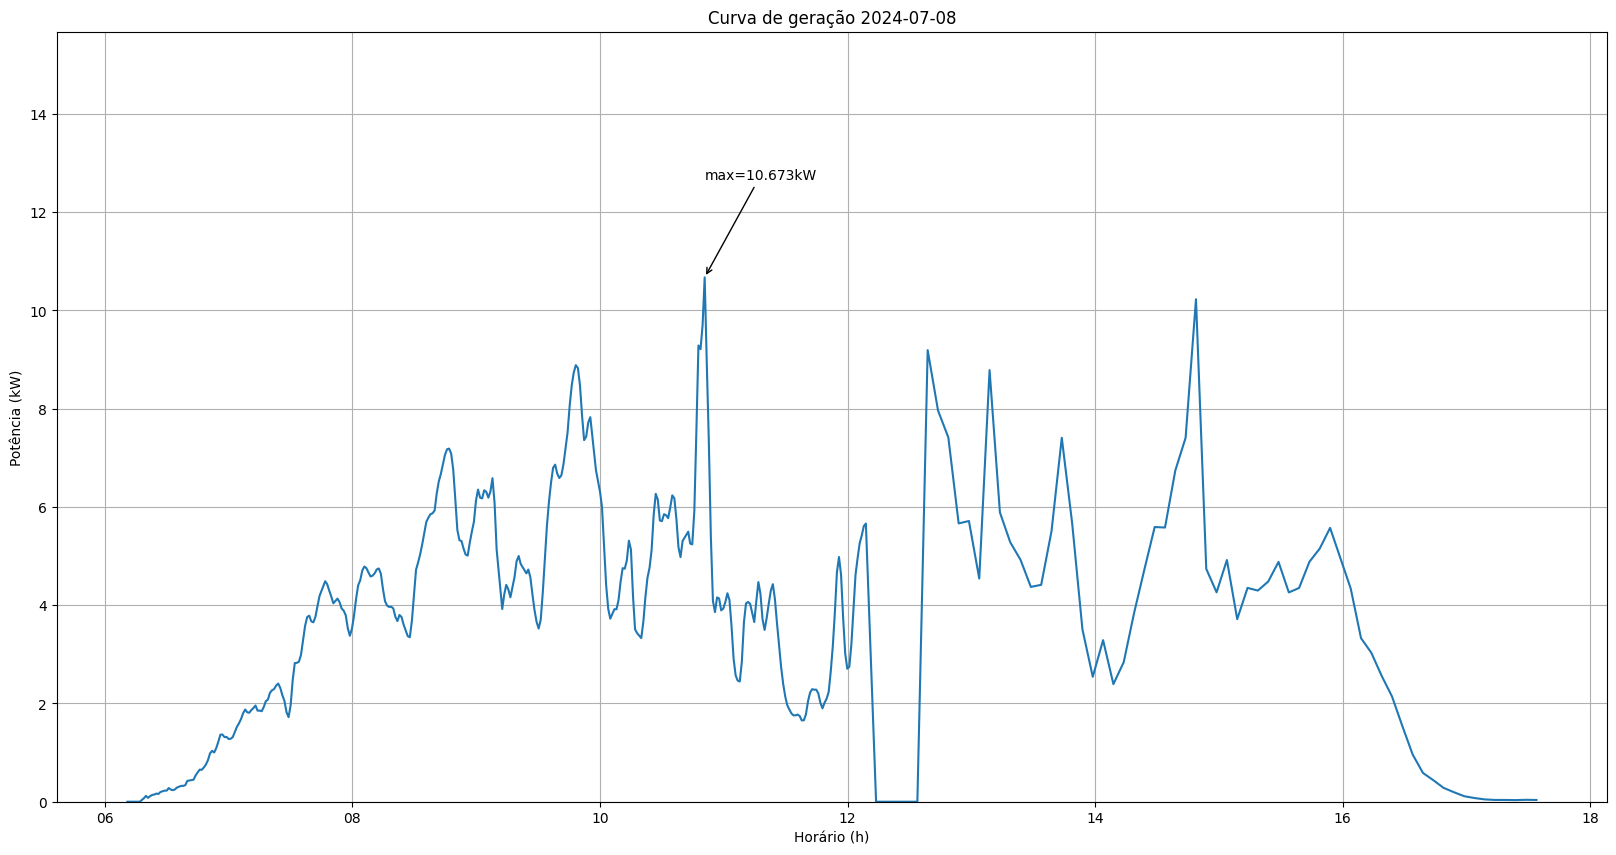 Curva de geração 2024-07-08
14
12
10
8
6
4
2
0
Potência (kW)
max=10.673kW
06 08 10 12 14 16 18
Horário (h)